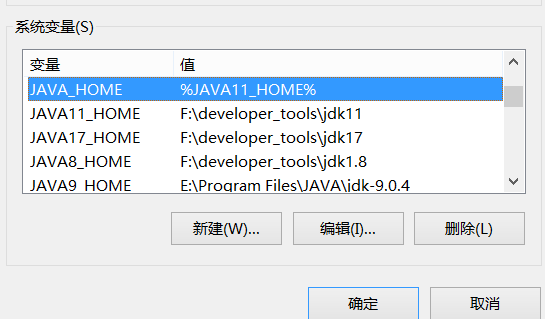 系统变量(S)
变量 值
JAVA_HOME %JAVA11_HOME%
JAVA11_HOME F:\developer_tools\jdk11
JAVA17_HOME F:\developer_tools\jdk17
JAVA8_HOME F:\developer_tools\jdk1.8
JAVA9_HOME E:\Program Files\JAVA\jdk-9.0.4
新建(W)... 编辑(I)... 删除(L)
确定 取消